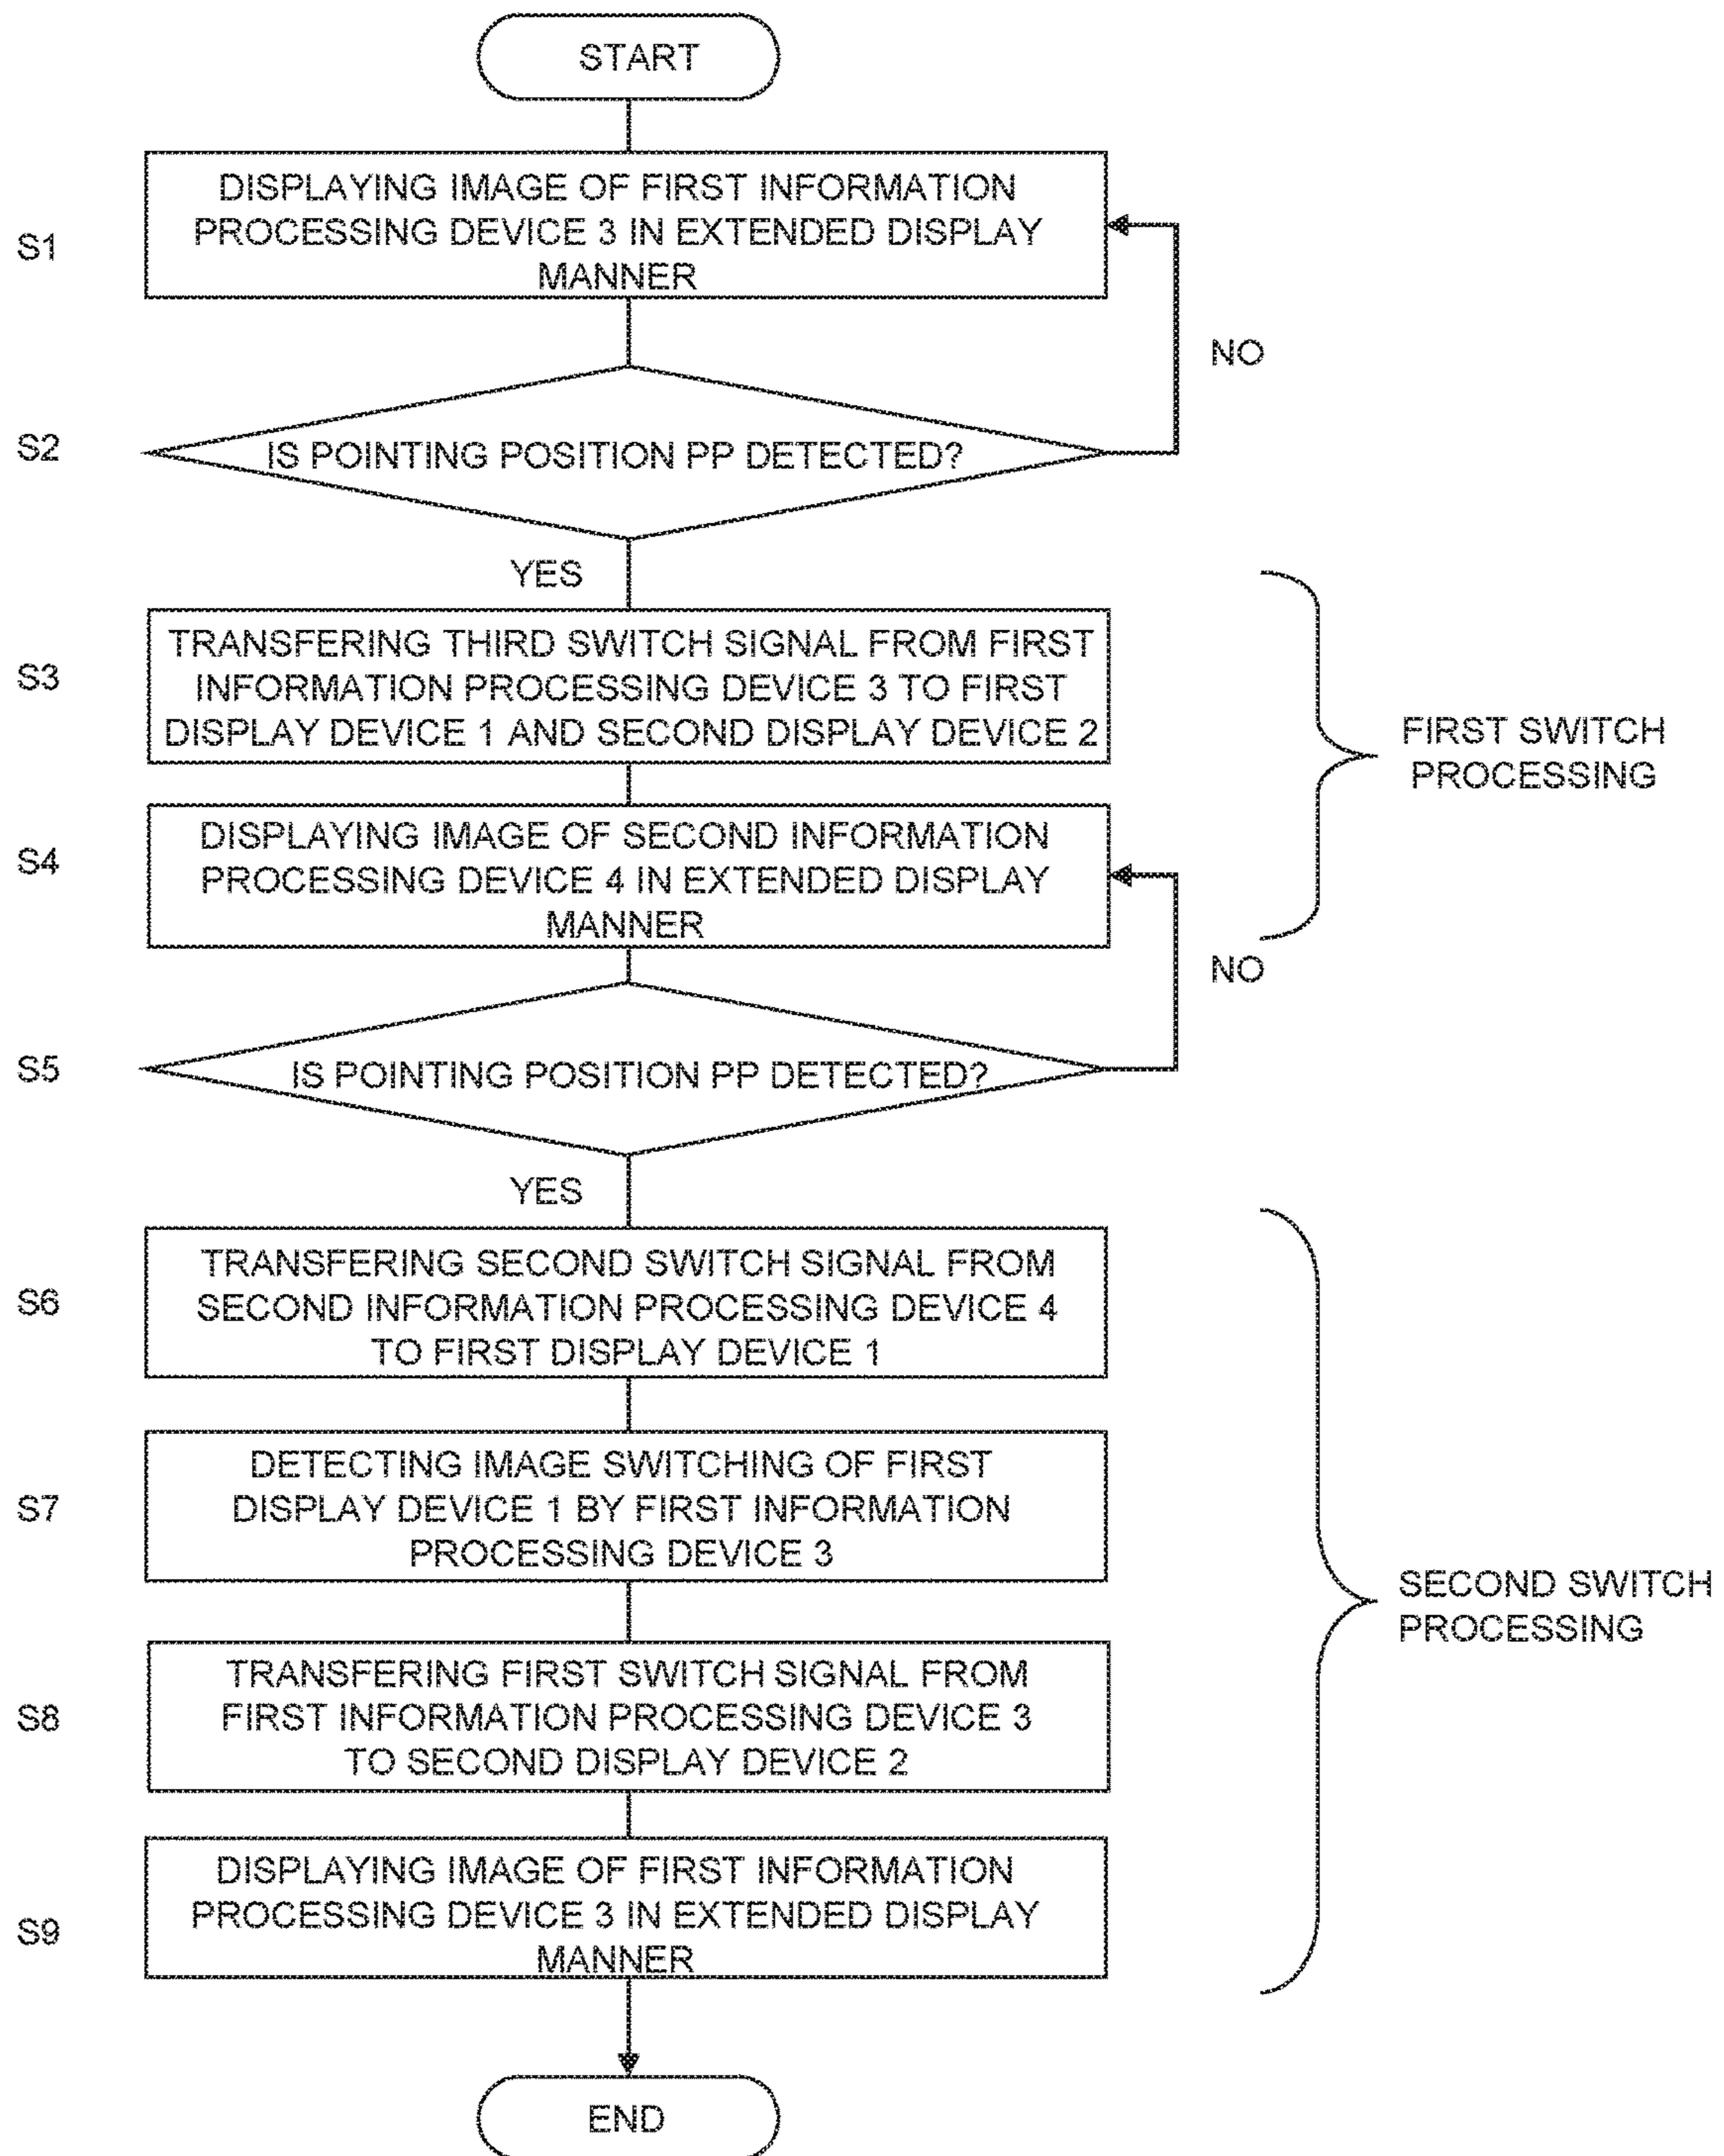 START
S1
DISPLAYING IMAGE OF FIRST INFORMATION
PROCESSING DEVICE 3 IN EXTENDED DISPLAY
MANNER
NO
S2
IS POINTING POSITION PP DETECTED?
YES
S3
TRANSFERING THIRD SWITCH SIGNAL FROM FIRST
INFORMATION PROCESSING DEVICE 3 TO FIRST
DISPLAY DEVICE 1 AND SECOND DISPLAY DEVICE 2
FIRST SWITCH
PROCESSING
S4
DISPLAYING IMAGE OF SECOND INFORMATION
PROCESSING DEVICE 4 IN EXTENDED DISPLAY
MANNER
NO
S5
IS POINTING POSITION PP DETECTED?
YES
S6
TRANSFERING SECOND SWITCH SIGNAL FROM
SECOND INFORMATION PROCESSING DEVICE 4
TO FIRST DISPLAY DEVICE 1
S7
DETECTING IMAGE SWITCHING OF FIRST
DISPLAY DEVICE 1 BY FIRST INFORMATION
PROCESSING DEVICE 3
SECOND SWITCH
PROCESSING
S8
TRANSFERING FIRST SWITCH SIGNAL FROM
FIRST INFORMATION PROCESSING DEVICE 3
TO SECOND DISPLAY DEVICE 2
S9
DISPLAYING IMAGE OF FIRST INFORMATION
PROCESSING DEVICE 3 IN EXTENDED DISPLAY
MANNER
END